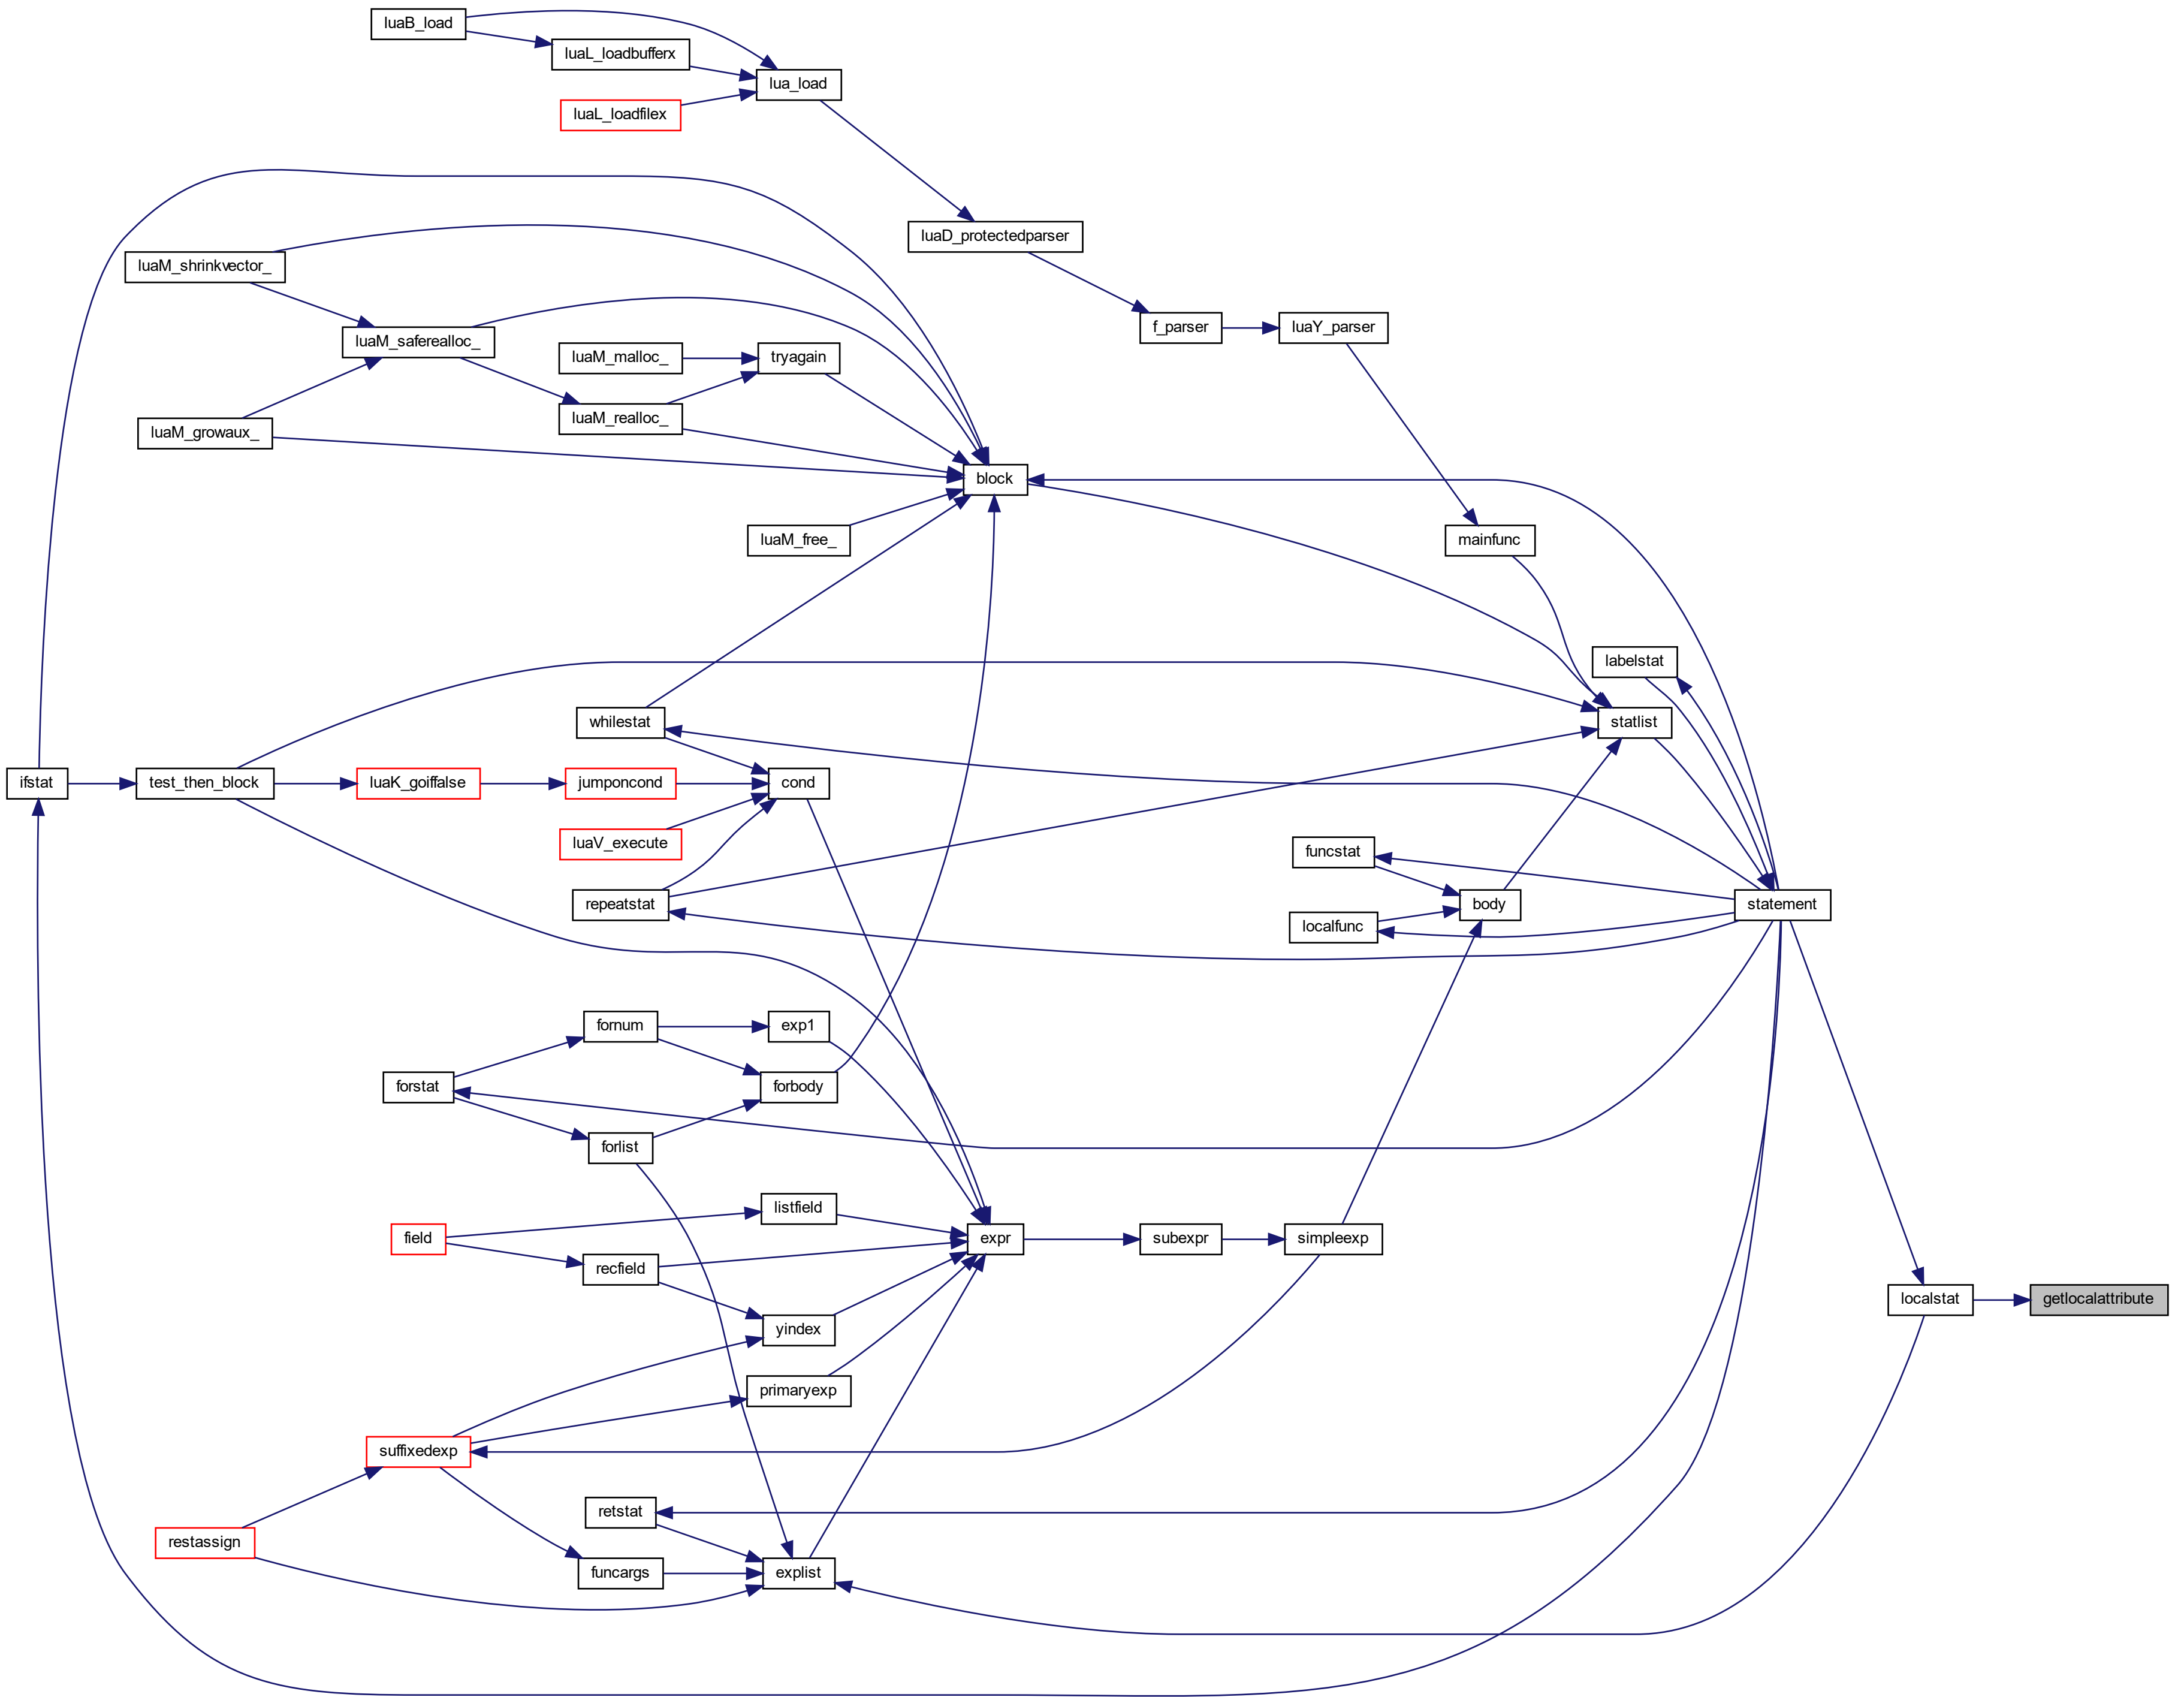 luaB_load
luaL_loadbufferx
lua_load
luaL_loadfilex
luaD_protectedparser
luaM_shrinkvector_
f_parser
luaY_parser
luaM_saferealloc_
luaM_malloc_
tryagain
luaM_realloc_
luaM_growaux_
block
luaM_free_
mainfunc
labelstat
whilestat
statlist
ifstat
test_then_block
luaK_goiffalse
jumponcond
cond
luaV_execute
funcstat
repeatstat
body
statement
localfunc
fornum
exp1
forstat
forbody
forlist
listfield
field
expr
subexpr
simpleexp
recfield
localstat
getlocalattribute
yindex
primaryexp
suffixedexp
retstat
restassign
funcargs
explist